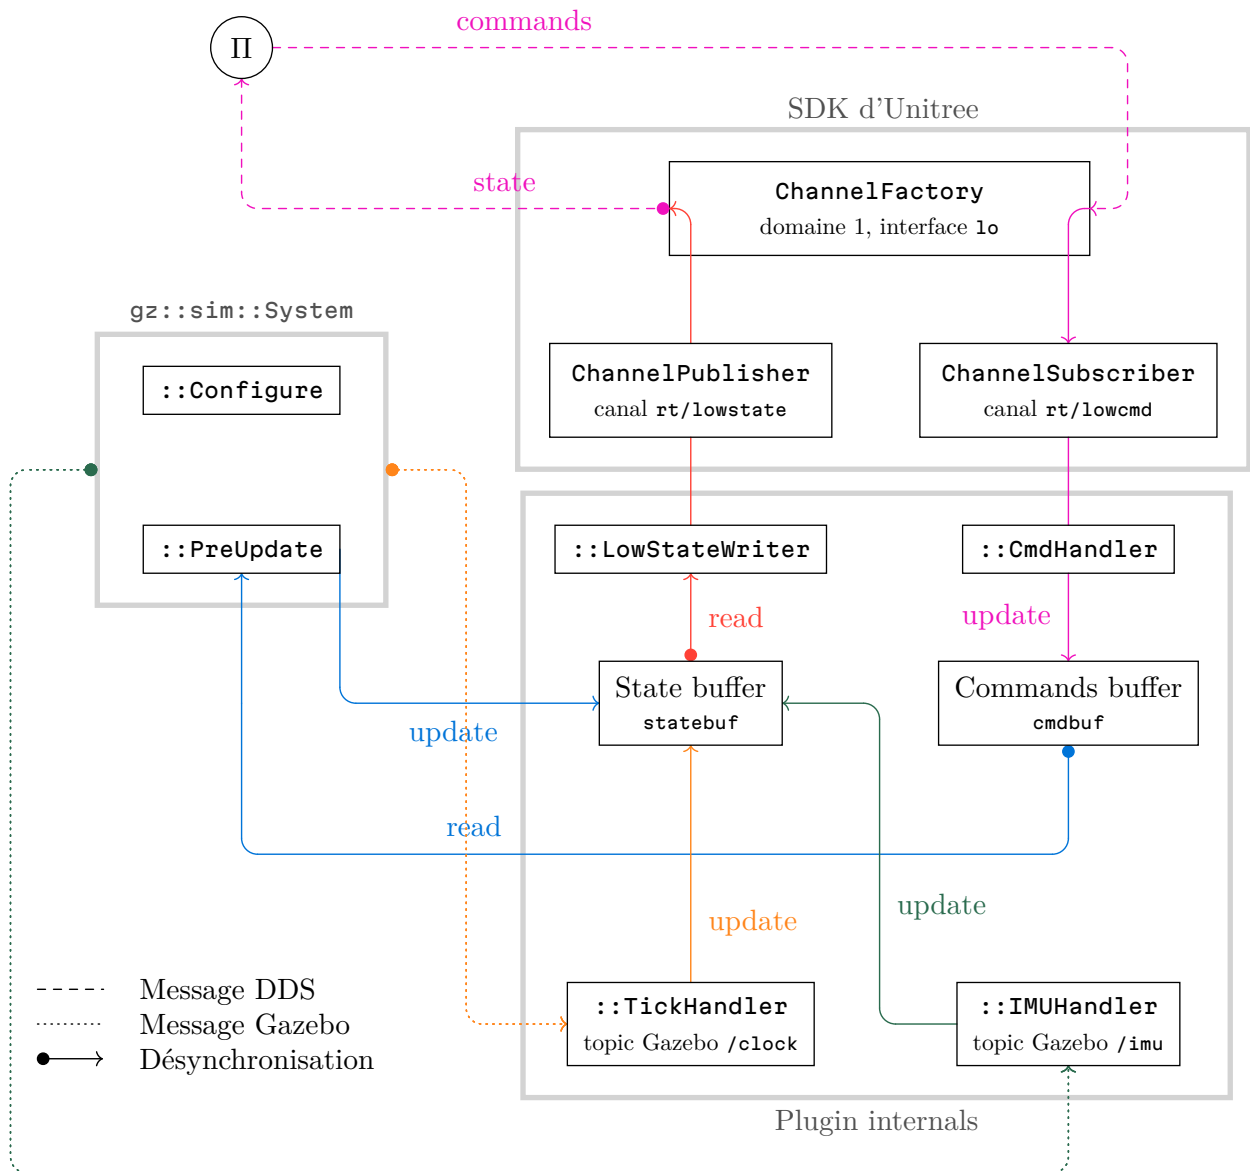 commands
Π
SDK d'Unitree
state
ChannelFactory
domaine 1, interface lo
gz::sim::System
::Configure
ChannelPublisher
canal rt/lowstate
ChannelSubscriber
canal rt/lowcmd
::PreUpdate
::LowStateWriter
::CmdHandler
read
update
State buffer
statebuf
Commands buffer
cmdbuf
update
read
update
update
Message DDS
Message Gazebo
Désynchronisation
::TickHandler
topic Gazebo /clock
::IMUHandler
topic Gazebo /imu
Plugin internals